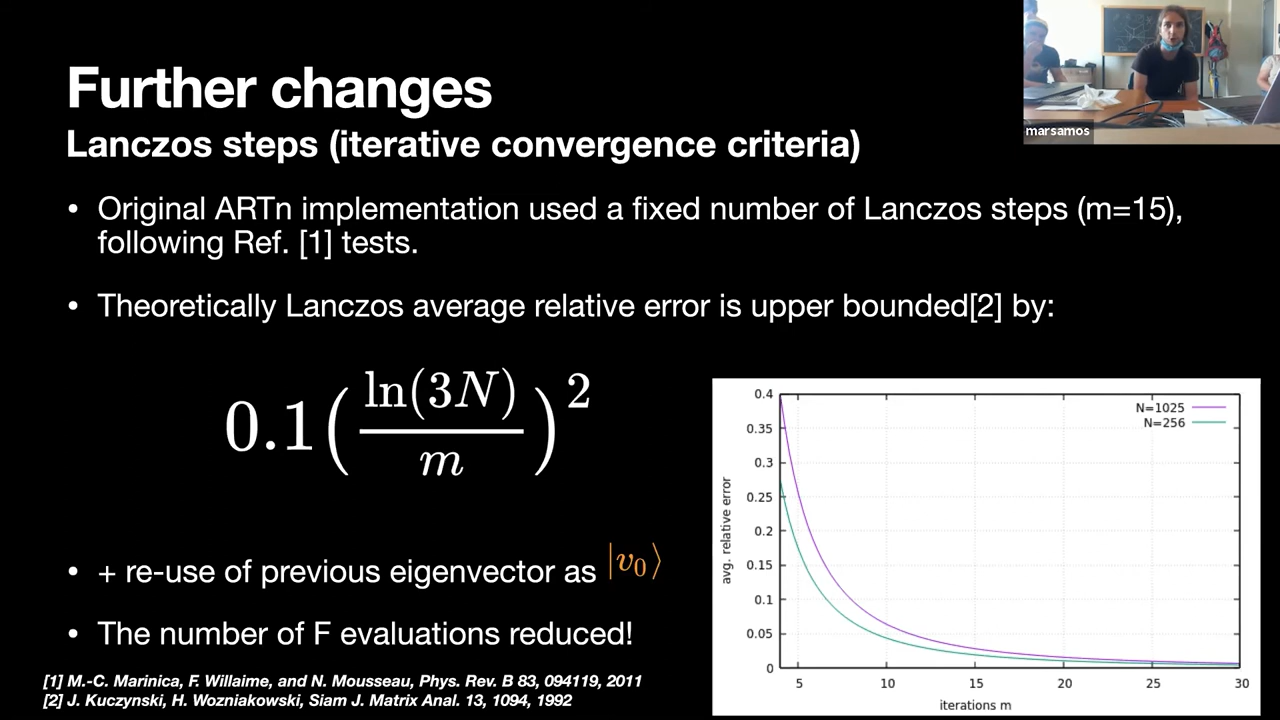 Further changes
marsamos
Lanczos steps (iterative convergence criteria)
• Original ARTn implementation used a fixed number of Lanczos steps (m=15),
following Ref. [1] tests.
• Theoretically Lanczos average relative error is upper bounded[2] by:
0.1(ln(3N)/m)^2
• + re-use of previous eigenvector as |v₀⟩
• The number of F evaluations reduced!
[1] M.-C. Marinica, F. Willaime, and N. Mousseau, Phys. Rev. B 83, 094119, 2011
[2] J. Kuczynski, H. Wozniakowski, Siam J. Matrix Anal. 13, 1094, 1992
N=1025
N=256
avg. relative error
0.4
0.35
0.3
0.25
0.2
0.15
0.1
0.05
0
5 10 15 20 25 30
iterations m